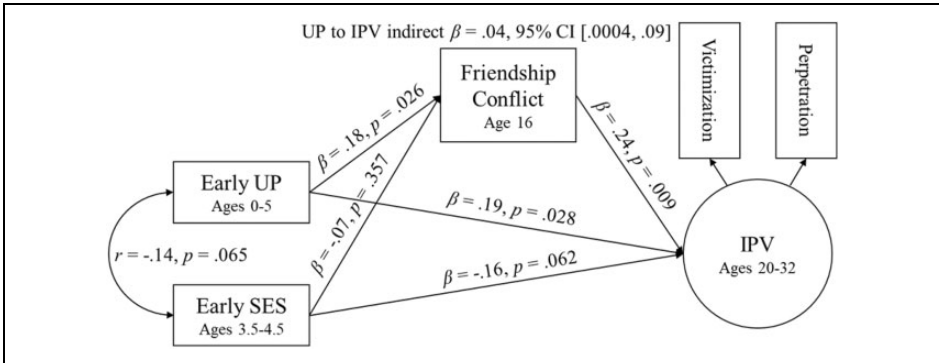 UP to IPV indirect β = .04, 95% CI [.0004, .09]
Friendship
Conflict
Age 16
Victimization
Perpetration
β = .18, p = .026
β = -.07, p = .357
β = .24, p = .009
Early UP
Ages 0-5
β = .19, p = .028
r = -.14, p = .065
β = -.16, p = .062
IPV
Ages 20-32
Early SES
Ages 3.5-4.5